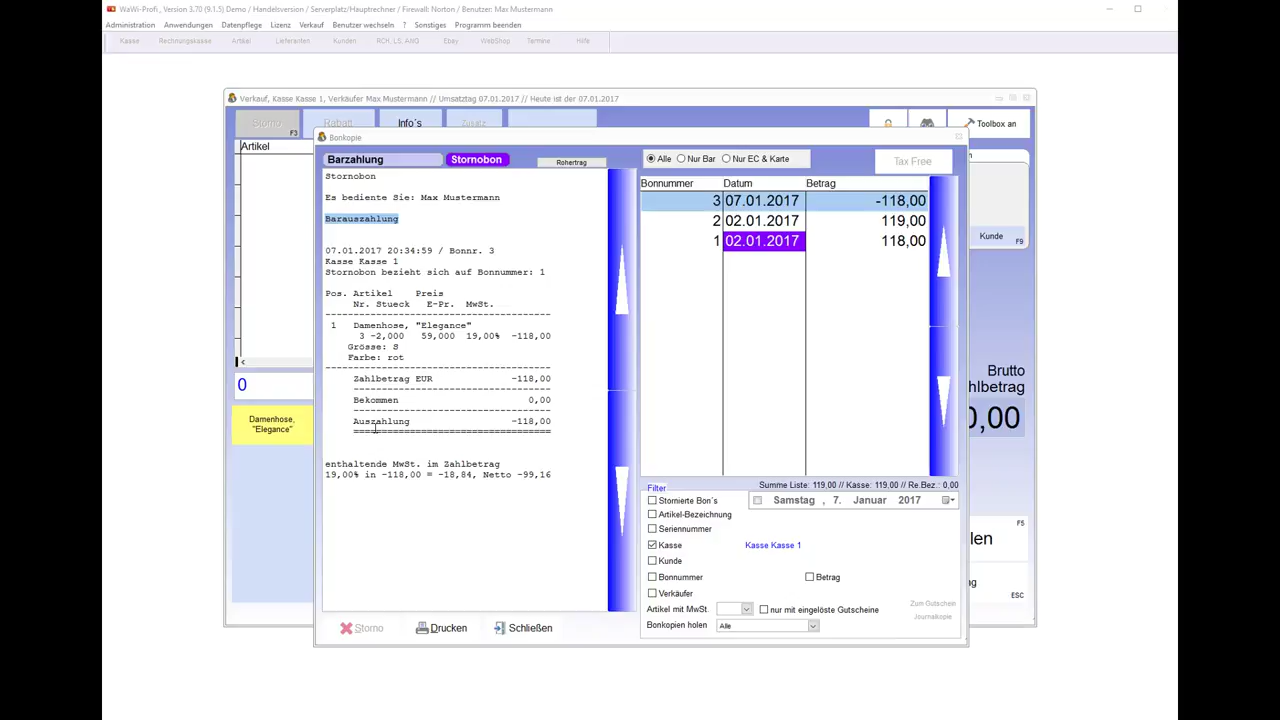 WaWi-Profi , Version 3.70 (9.1.5) Demo / Handelsversion / Serverplatz/Hauptrechner / Firewall: Norton / Benutzer: Max Mustermann
Administration Anwendungen Datenpflege Lizenz Verkauf Benutzer wechseln ? Sonstiges Programm beenden
Kasse Rechnungskasse Artikel Lieferanten Kunden RCH, LS, ANG Ebay WebShop Termine Hilfe
Verkauf, Kasse Kasse 1, Verkäufer Max Mustermann // Umsatztag 07.01.2017 // Heute ist der 07.01.2017
Storno F3 Rabatt Info´s Zusatz Toolbox an
Artikel
Bonkopie
Barzahlung Stornobon Rohertrag
Stornobon
Es bediente Sie: Max Mustermann
Barauszahlung
07.01.2017 20:34:59 / Bonnr. 3
Kasse Kasse 1
Stornobon bezieht sich auf Bonnummer: 1
Pos. Artikel Preis
Nr. Stueck E-Pr. MwSt.
1 Damenhose, "Elegance"
3 -2,000 59,000 19,00% -118,00
Grösse: S
Farbe: rot
Zahlbetrag EUR -118,00
Bekommen 0,00
Auszahlung -118,00
enthaltende MwSt. im Zahlbetrag
19,00% in -118,00 = -18,84, Netto -99,16
Storno Drucken Schließen
Alle Nur Bar Nur EC & Karte Tax Free
Bonnummer Datum Betrag
3 07.01.2017 -118,00
2 02.01.2017 119,00
1 02.01.2017 118,00
Summe Liste: 119,00 // Kasse: 119,00 // Re.Bez.: 0,00
Filter
Stornierte Bon´s Samstag , 7. Januar 2017
Artikel-Bezeichnung
Seriennummer
Kasse Kasse Kasse 1
Kunde
Bonnummer Betrag
Verkäufer
Artikel mit MwSt. nur mit eingelöste Gutscheine
Bonkopien holen Alle
Zum Gutschein
Journalkopie
0
Damenhose,
"Elegance"
Kunde F9
Brutto
hlbetrag
0,00
F5
len
g
ESC